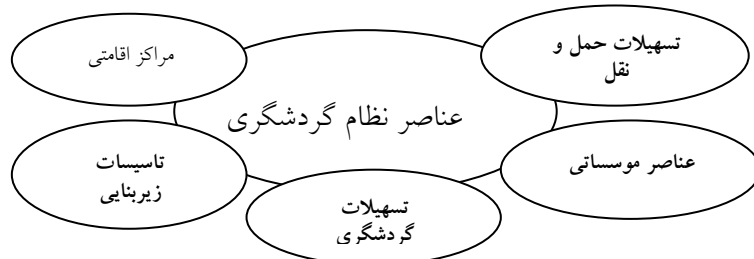 تسهیلات حمل و
نقل
مراکز اقامتی
عناصر نظام گردشگری
عناصر موسساتی
تاسیسات
زیربنایی
تسهیلات
گردشگری